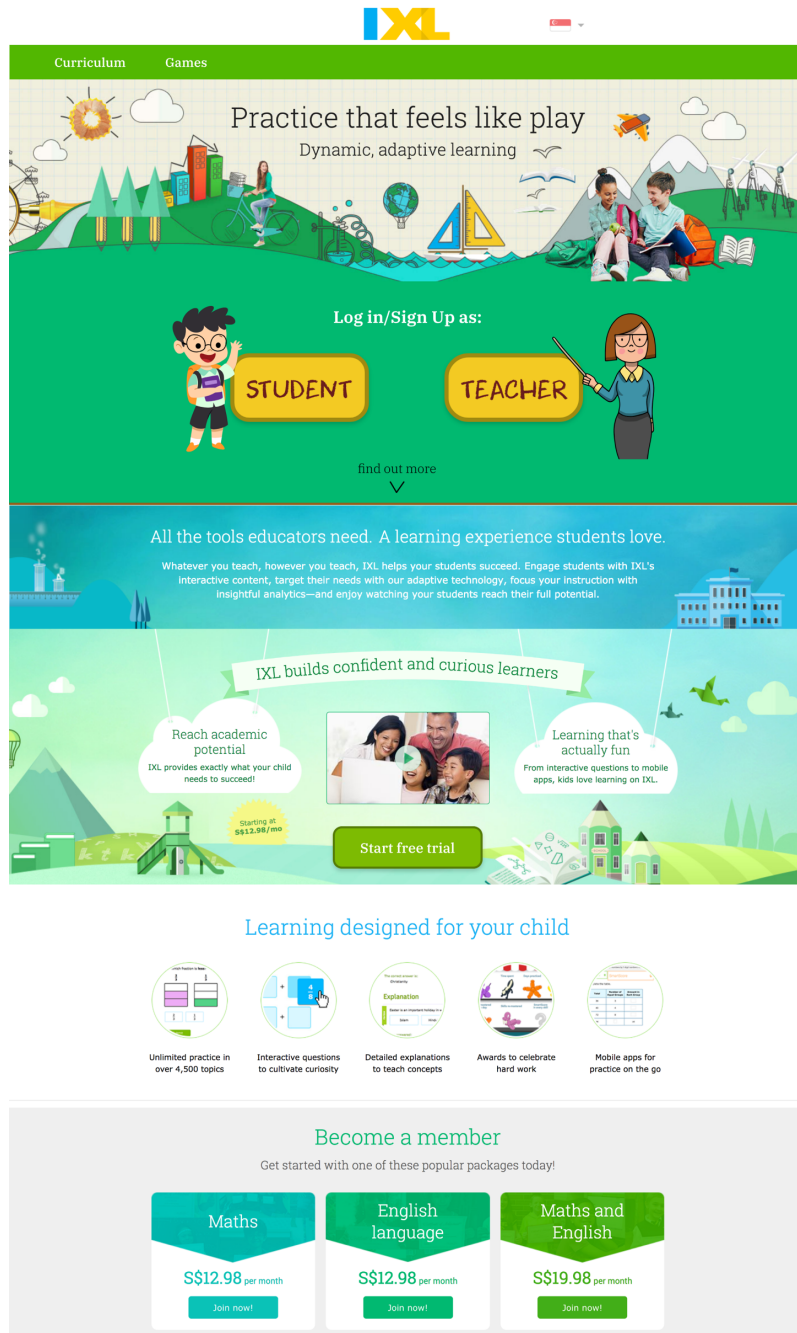 IXL
Curriculum
Games
Practice that feels like play
Dynamic, adaptive learning
Log in/Sign Up as:
STUDENT
TEACHER
find out more
All the tools educators need. A learning experience students love.
Whatever you teach, however you teach, IXL helps your students succeed. Engage students with IXL's
interactive content, target their needs with our adaptive technology, focus your instruction with
insightful analytics—and enjoy watching your students reach their full potential.
IXL builds confident and curious learners
Reach academic
potential
IXL provides exactly what your child
needs to succeed!
Learning that's
actually fun
From interactive questions to mobile
apps, kids love learning on IXL.
Starting at
S$12.98/mo
Start free trial
Learning designed for your child
The correct answer is:
Christianity
Explanation
Unlimited practice in
over 4,500 topics
Interactive questions
to cultivate curiosity
Detailed explanations
to teach concepts
Awards to celebrate
hard work
Mobile apps for
practice on the go
Become a member
Get started with one of these popular packages today!
Maths
S$12.98 per month
Join now!
English
language
S$12.98 per month
Join now!
Maths and
English
S$19.98 per month
Join now!